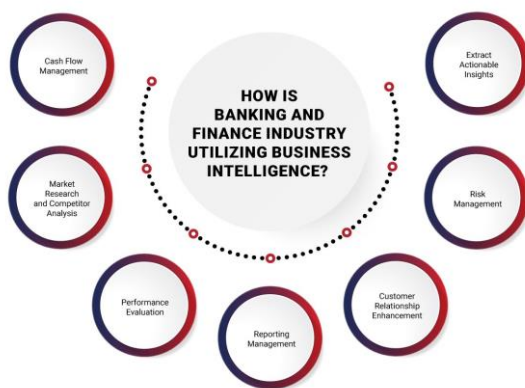 HOW IS
BANKING AND
FINANCE INDUSTRY
UTILIZING BUSINESS
INTELLIGENCE?
Cash Flow
Management
Market
Research
and Competitor
Analysis
Performance
Evaluation
Reporting
Management
Customer
Relationship
Enhancement
Risk
Management
Extract
Actionable
Insights